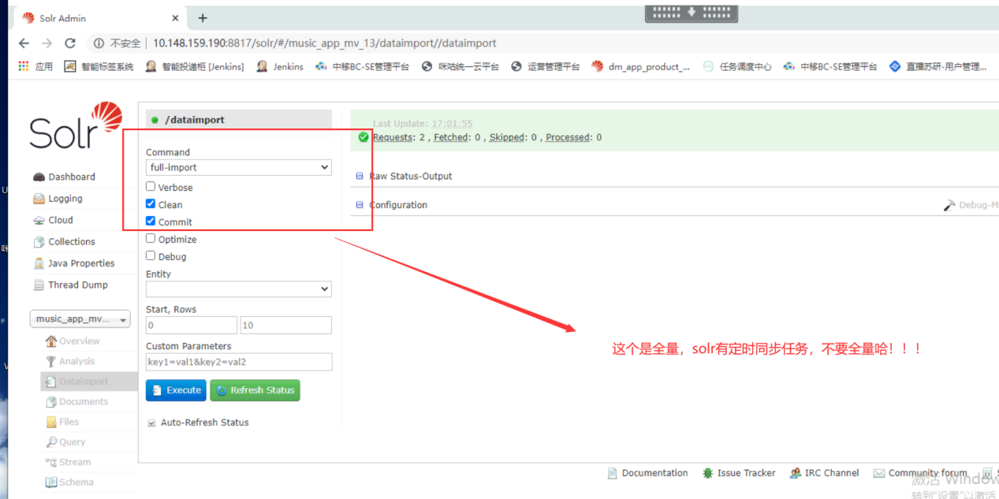 Solr Admin
不安全 10.148.159.190:8817/solr/#/music_app_mv_13/dataimport//dataimport
应用 智能标签系统 智能投递柜 [Jenkins] Jenkins 中移BC-SE管理平台 咪咕统一云平台 运营管理平台 dm_app_product_... 任务调度中心 中移BC-SE管理平台 直播苏研-用户管理...
Solr
Dashboard
Logging
Cloud
Collections
Java Properties
Thread Dump
music_app_mv...
Overview
Analysis
Dataimport
Documents
Files
Query
Stream
Schema
/dataimport
Command
full-import
Verbose
Clean
Commit
Optimize
Debug
Entity
Start, Rows
0 10
Custom Parameters
key1=val1&key2=val2
Execute Refresh Status
Auto-Refresh Status
Last Update: 17:01:55
Requests: 2 , Fetched: 0 , Skipped: 0 , Processed: 0
Raw Status-Output
Configuration Debug-M
这个是全量，solr有定时同步任务，不要全量哈！！！
Documentation Issue Tracker IRC Channel Community forum
激活 Window
转到"设置"以激活